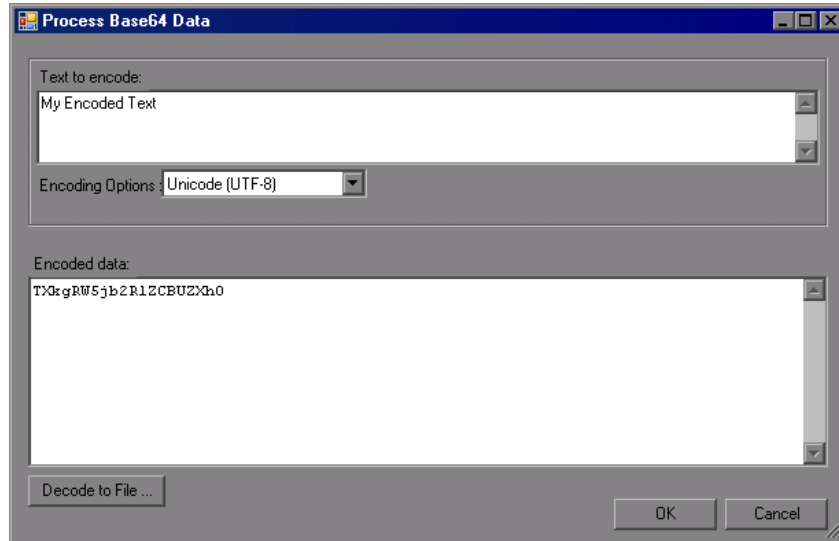 Process Base64 Data
Text to encode:
My Encoded Text
Encoding Options : Unicode (UTF-8)
Encoded data:
TXkgRW5jb2RlZCBUZXh0
Decode to File ...
OK Cancel